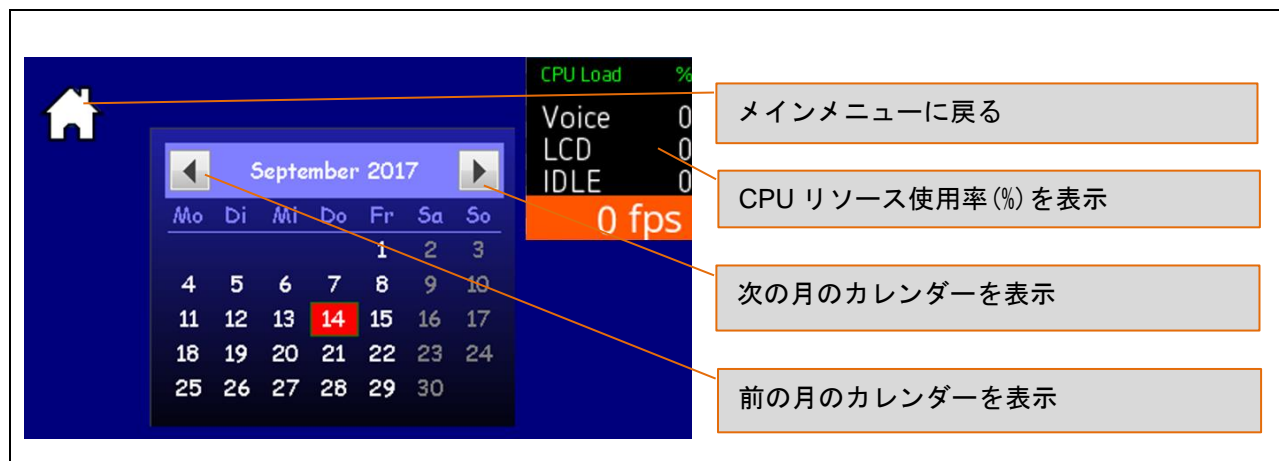 CPU Load %
Voice 0
LCD 0
IDLE 0
0 fps
September 2017
Mo Di Mi Do Fr Sa So
1 2 3
4 5 6 7 8 9 10
11 12 13 14 15 16 17
18 19 20 21 22 23 24
25 26 27 28 29 30
メインメニューに戻る
CPU リソース使用率(%)を表示
次の月のカレンダーを表示
前の月のカレンダーを表示